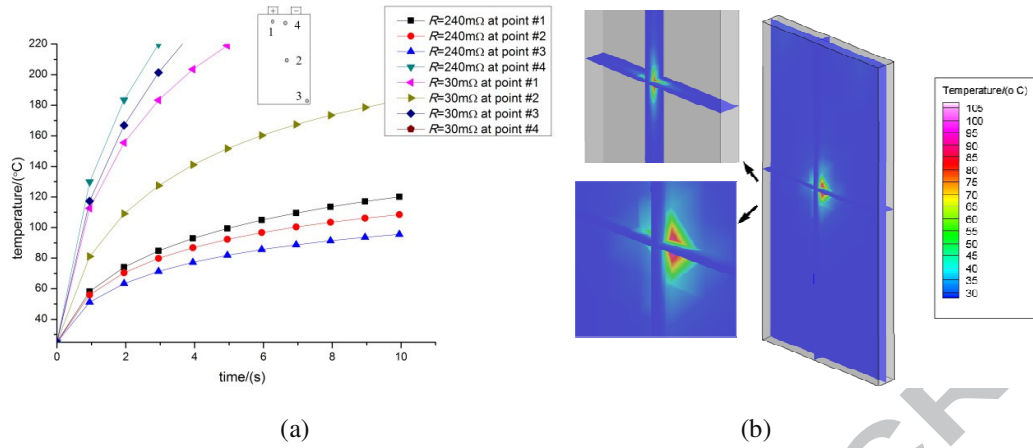 220
200
180
160
140
120
100
80
60
40
0
2
4
6
8
10
temperature/(°C)
time/(s)
+ −
1
4
2
3
R=240mΩ at point #1
R=240mΩ at point #2
R=240mΩ at point #3
R=240mΩ at point #4
R=30mΩ at point #1
R=30mΩ at point #2
R=30mΩ at point #3
R=30mΩ at point #4
(a)
Temperature/(o C)
105
100
95
90
85
80
75
70
65
60
55
50
45
40
35
30
(b)